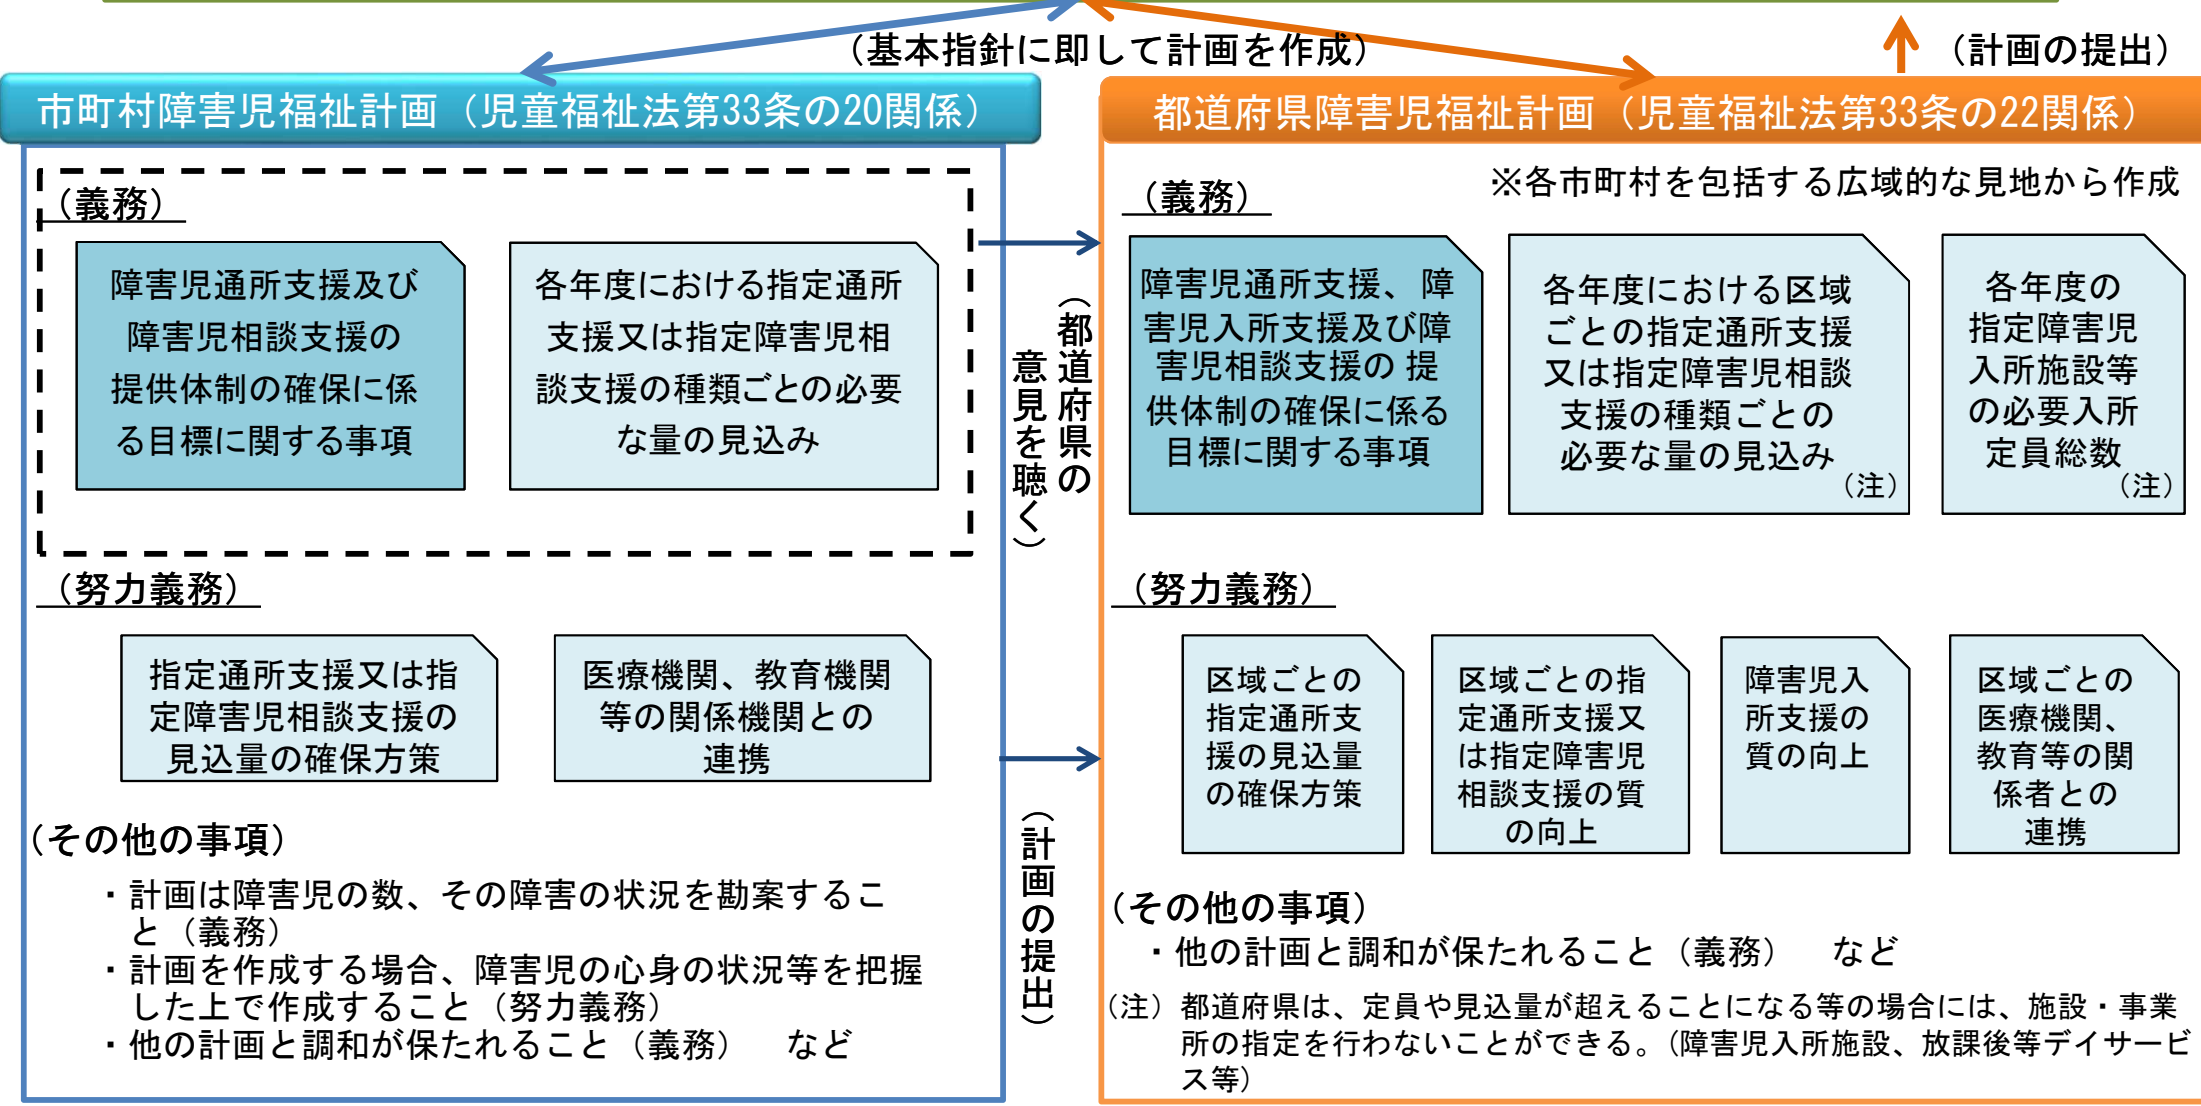 （基本指針に即して計画を作成）
（計画の提出）
市町村障害児福祉計画（児童福祉法第33条の20関係）
（義務）
障害児通所支援及び
障害児相談支援の
提供体制の確保に係
る目標に関する事項
各年度における指定通所
支援又は指定障害児相
談支援の種類ごとの必要
な量の見込み
（努力義務）
指定通所支援又は指
定障害児相談支援の
見込量の確保方策
医療機関、教育機関
等の関係機関との
連携
（その他の事項）
・計画は障害児の数、その障害の状況を勘案するこ
と（義務）
・計画を作成する場合、障害児の心身の状況等を把握
した上で作成すること（努力義務）
・他の計画と調和が保たれること（義務）　など
（都道府県の
意見を聴く）
（計画の提出）
都道府県障害児福祉計画（児童福祉法第33条の22関係）
※各市町村を包括する広域的な見地から作成
（義務）
障害児通所支援、障
害児入所支援及び障
害児相談支援の 提
供体制の確保に係る
目標に関する事項
各年度における区域
ごとの指定通所支援
又は指定障害児相談
支援の種類ごとの
必要な量の見込み
（注）
各年度の
指定障害児
入所施設等
の必要入所
定員総数
（注）
（努力義務）
区域ごとの
指定通所支
援の見込量
の確保方策
区域ごとの指
定通所支援又
は指定障害児
相談支援の質
の向上
障害児入
所支援の
質の向上
区域ごとの
医療機関、
教育等の関
係者との
連携
（その他の事項）
・他の計画と調和が保たれること（義務）　など
（注）都道府県は、定員や見込量が超えることになる等の場合には、施設・事業
所の指定を行わないことができる。（障害児入所施設、放課後等デイサービ
ス等）